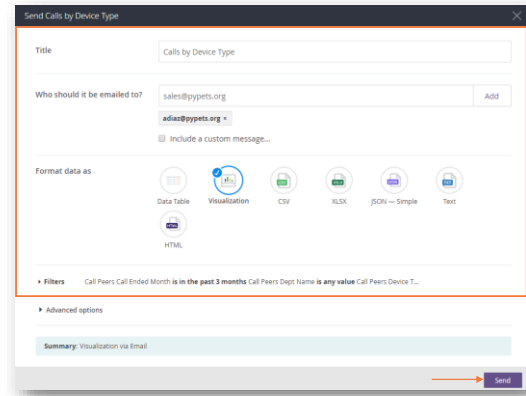 Send Calls by Device Type
Title
Calls by Device Type
Who should it be emailed to?
sales@pypets.org
Add
adiaz@pypets.org ×
Include a custom message...
Format data as
Data Table
Visualization
CSV
XLSX
JSON — Simple
Text
HTML
Filters Call Peers Call Ended Month is in the past 3 months Call Peers Dept Name is any value Call Peers Device T...
Advanced options
Summary: Visualization via Email
Send